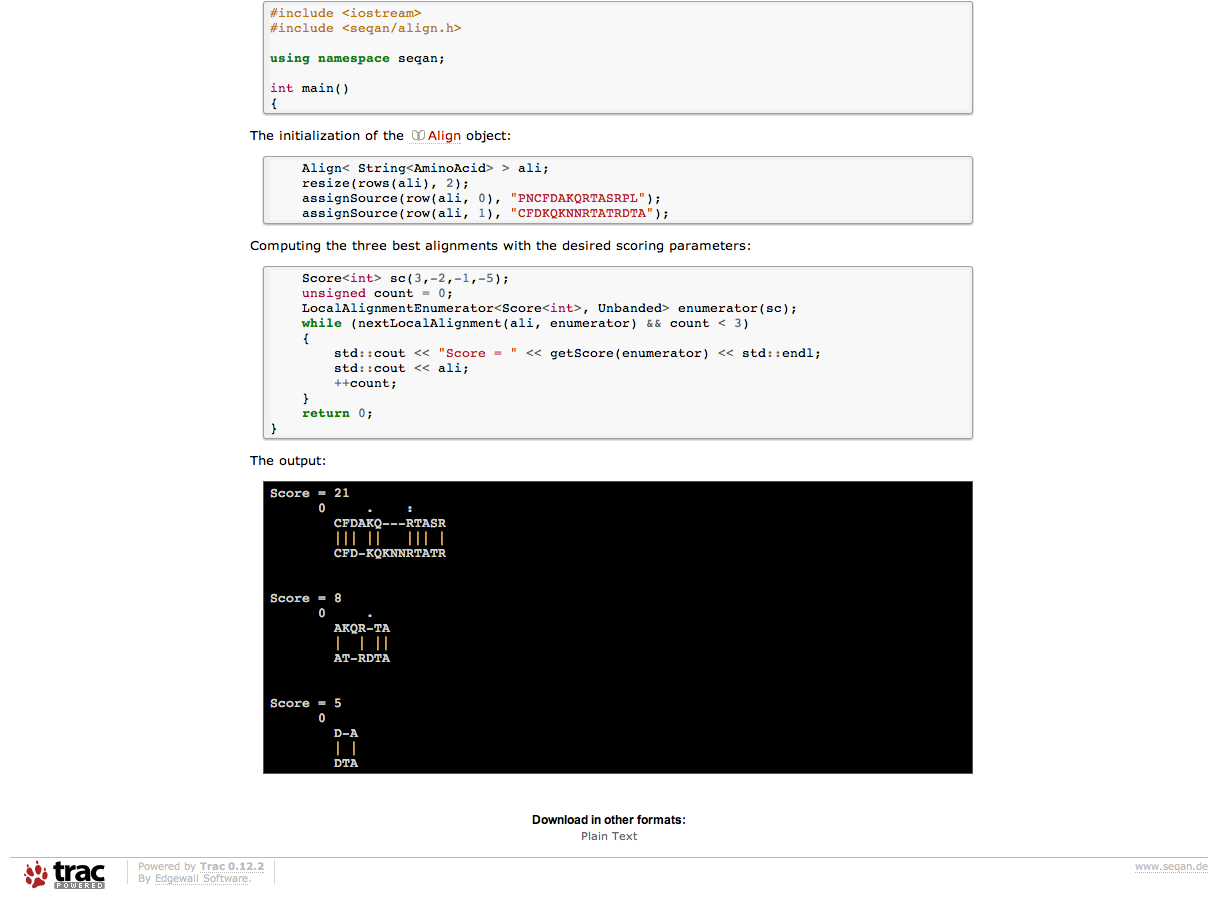 #include <iostream>
#include <seqan/align.h>
using namespace seqan;
int main()
{
The initialization of the Align object:
Align< String<AminoAcid> > ali;
resize(rows(ali), 2);
assignSource(row(ali, 0), "PNCFDAKQRTASRPL");
assignSource(row(ali, 1), "CFDKQKNNRTATRDTA");
Computing the three best alignments with the desired scoring parameters:
Score<int> sc(3,-2,-1,-5);
unsigned count = 0;
LocalAlignmentEnumerator<Score<int>, Unbanded> enumerator(sc);
while (nextLocalAlignment(ali, enumerator) && count < 3)
{
std::cout << "Score = " << getScore(enumerator) << std::endl;
std::cout << ali;
++count;
}
return 0;
}
The output:
Score = 21
0     .    :
CFDAKQ---RTASR
||| ||   ||| |
CFD-KQKNNRTATR
Score = 8
0     .
AKQR-TA
|  | ||
AT-RDTA
Score = 5
0
D-A
| |
DTA
Download in other formats:
Plain Text
trac
POWERED
Powered by Trac 0.12.2
By Edgewall Software.
www.seqan.de